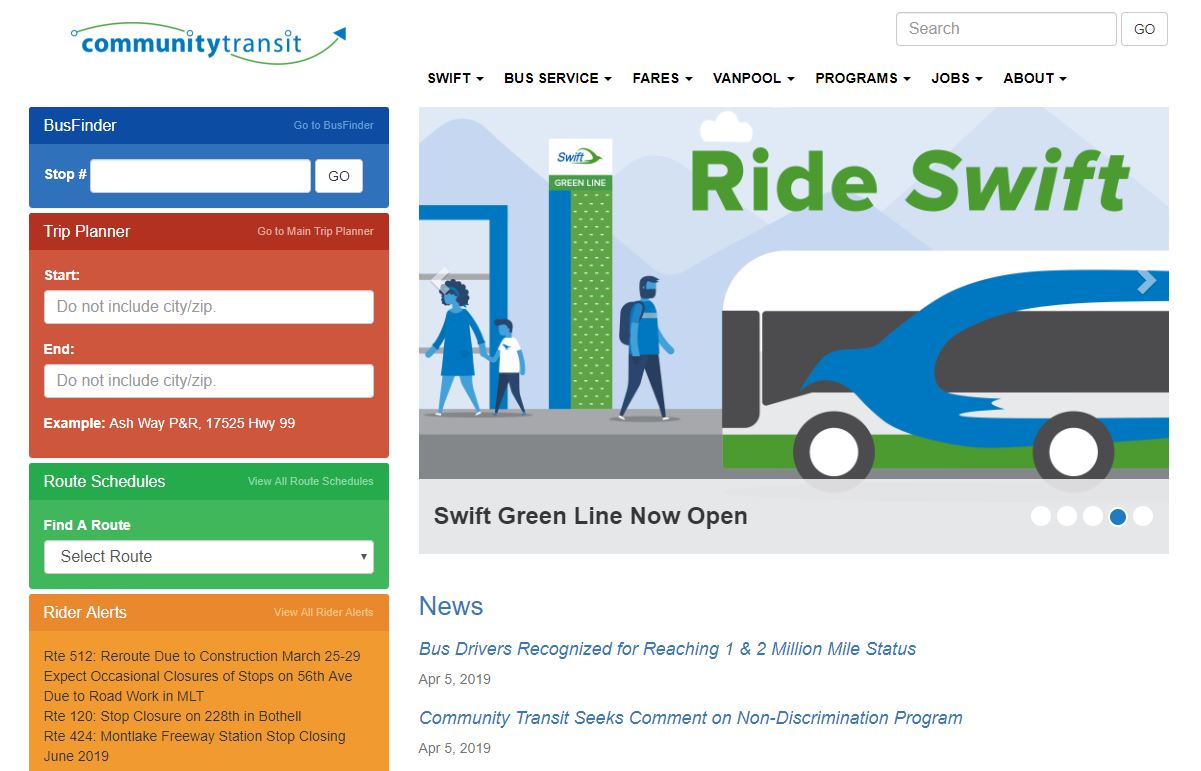 communitytransit
Search
GO
SWIFT BUS SERVICE FARES VANPOOL PROGRAMS JOBS ABOUT
BusFinder Go to BusFinder
Stop # GO
Trip Planner Go to Main Trip Planner
Start:
Do not include city/zip.
End:
Do not include city/zip.
Example: Ash Way P&R, 17525 Hwy 99
Route Schedules View All Route Schedules
Find A Route
Select Route
Rider Alerts View All Rider Alerts
Rte 512: Reroute Due to Construction March 25-29
Expect Occasional Closures of Stops on 56th Ave
Due to Road Work in MLT
Rte 120: Stop Closure on 228th in Bothell
Rte 424: Montlake Freeway Station Stop Closing
June 2019
Swift
GREEN LINE
Ride Swift
Swift Green Line Now Open
News
Bus Drivers Recognized for Reaching 1 & 2 Million Mile Status
Apr 5, 2019
Community Transit Seeks Comment on Non-Discrimination Program
Apr 5, 2019